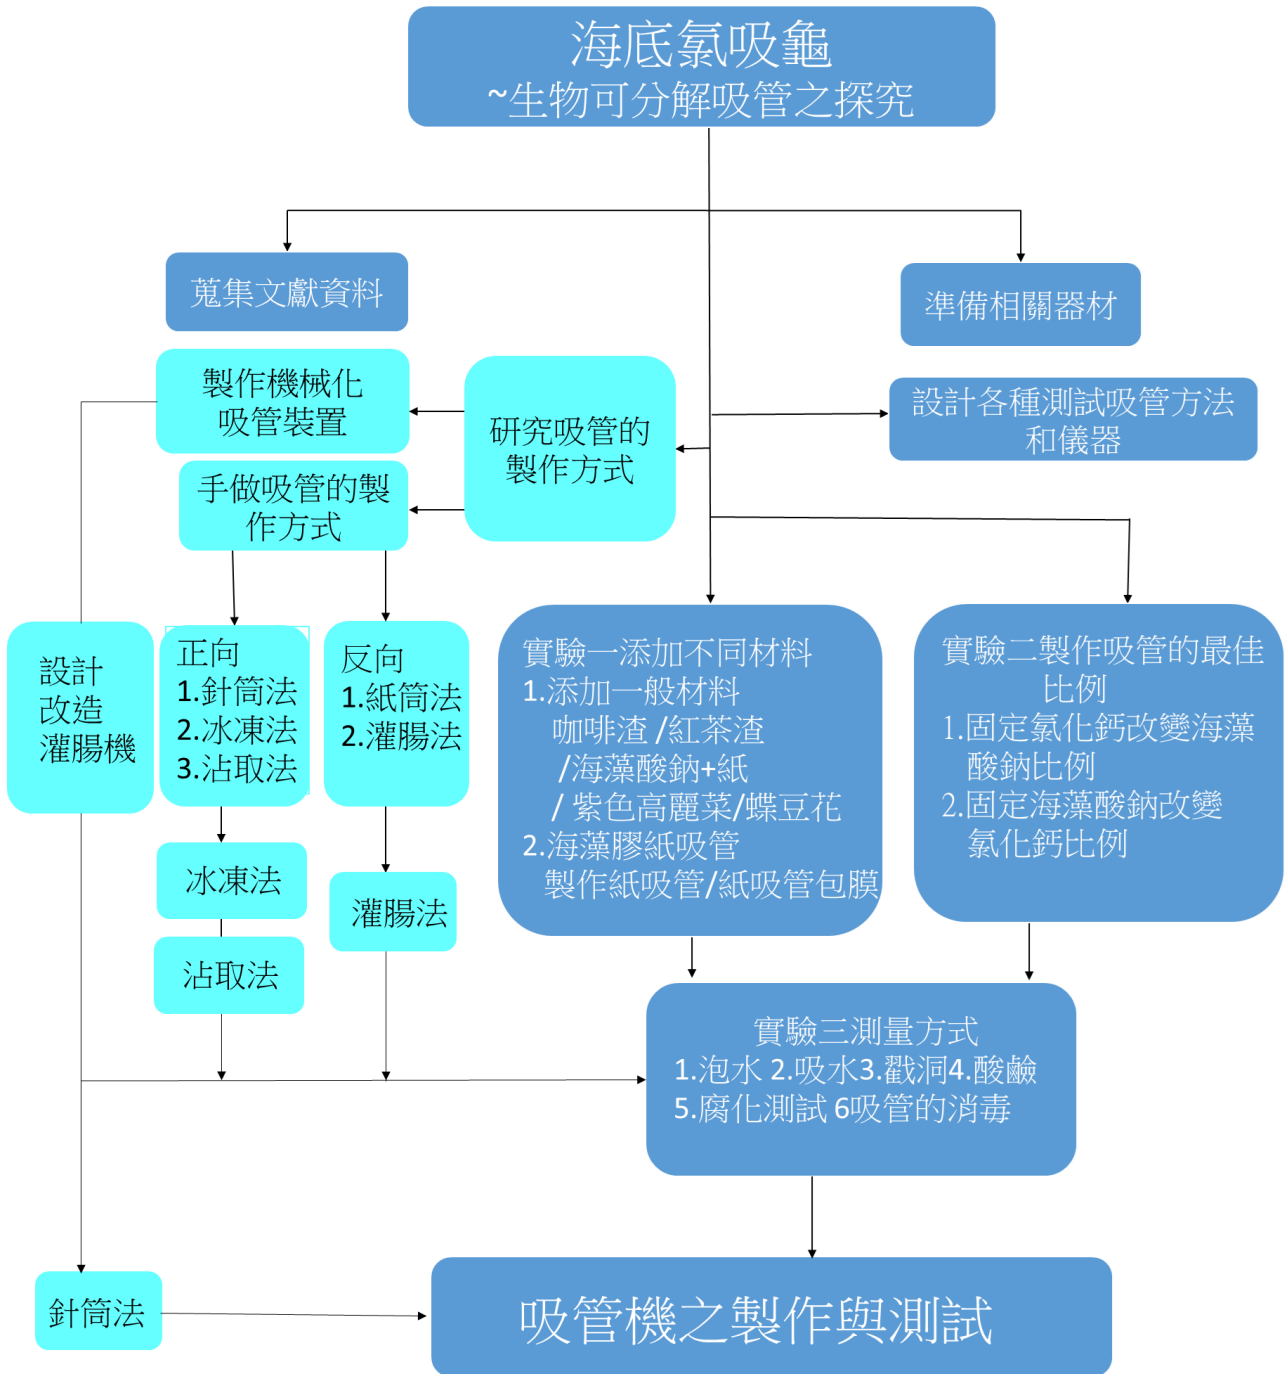 海底氯吸龜
~生物可分解吸管之探究
蒐集文獻資料
準備相關器材
製作機械化
吸管裝置
研究吸管的
製作方式
設計各種測試吸管方法
和儀器
手做吸管的製
作方式
設計
改造
灌腸機
正向
1.針筒法
2.冰凍法
3.沾取法
反向
1.紙筒法
2.灌腸法
實驗一添加不同材料
1.添加一般材料
咖啡渣 /紅茶渣
/海藻酸鈉+紙
/ 紫色高麗菜/蝶豆花
2.海藻膠紙吸管
製作紙吸管/紙吸管包膜
實驗二製作吸管的最佳
比例
1.固定氯化鈣改變海藻
酸鈉比例
2.固定海藻酸鈉改變
氯化鈣比例
冰凍法
灌腸法
沾取法
實驗三測量方式
1.泡水 2.吸水3.戳洞4.酸鹼
5.腐化測試 6吸管的消毒
針筒法
吸管機之製作與測試